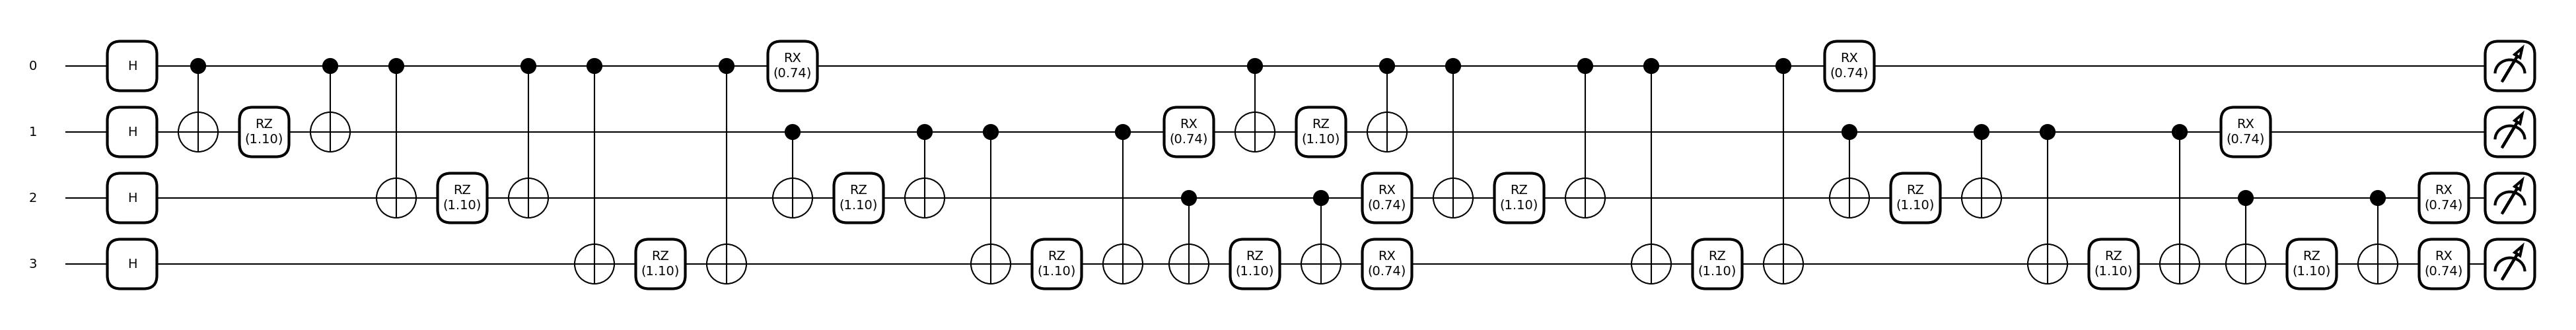 0 H RX
(0.74) RX
(0.74)
1 H RZ
(1.10) RX
(0.74) RZ
(1.10) RX
(0.74)
2 H RZ
(1.10) RZ
(1.10) RX
(0.74) RZ
(1.10) RZ
(1.10) RX
(0.74)
3 H RZ
(1.10) RZ
(1.10) RZ
(1.10) RX
(0.74) RZ
(1.10) RZ
(1.10) RZ
(1.10) RX
(0.74)